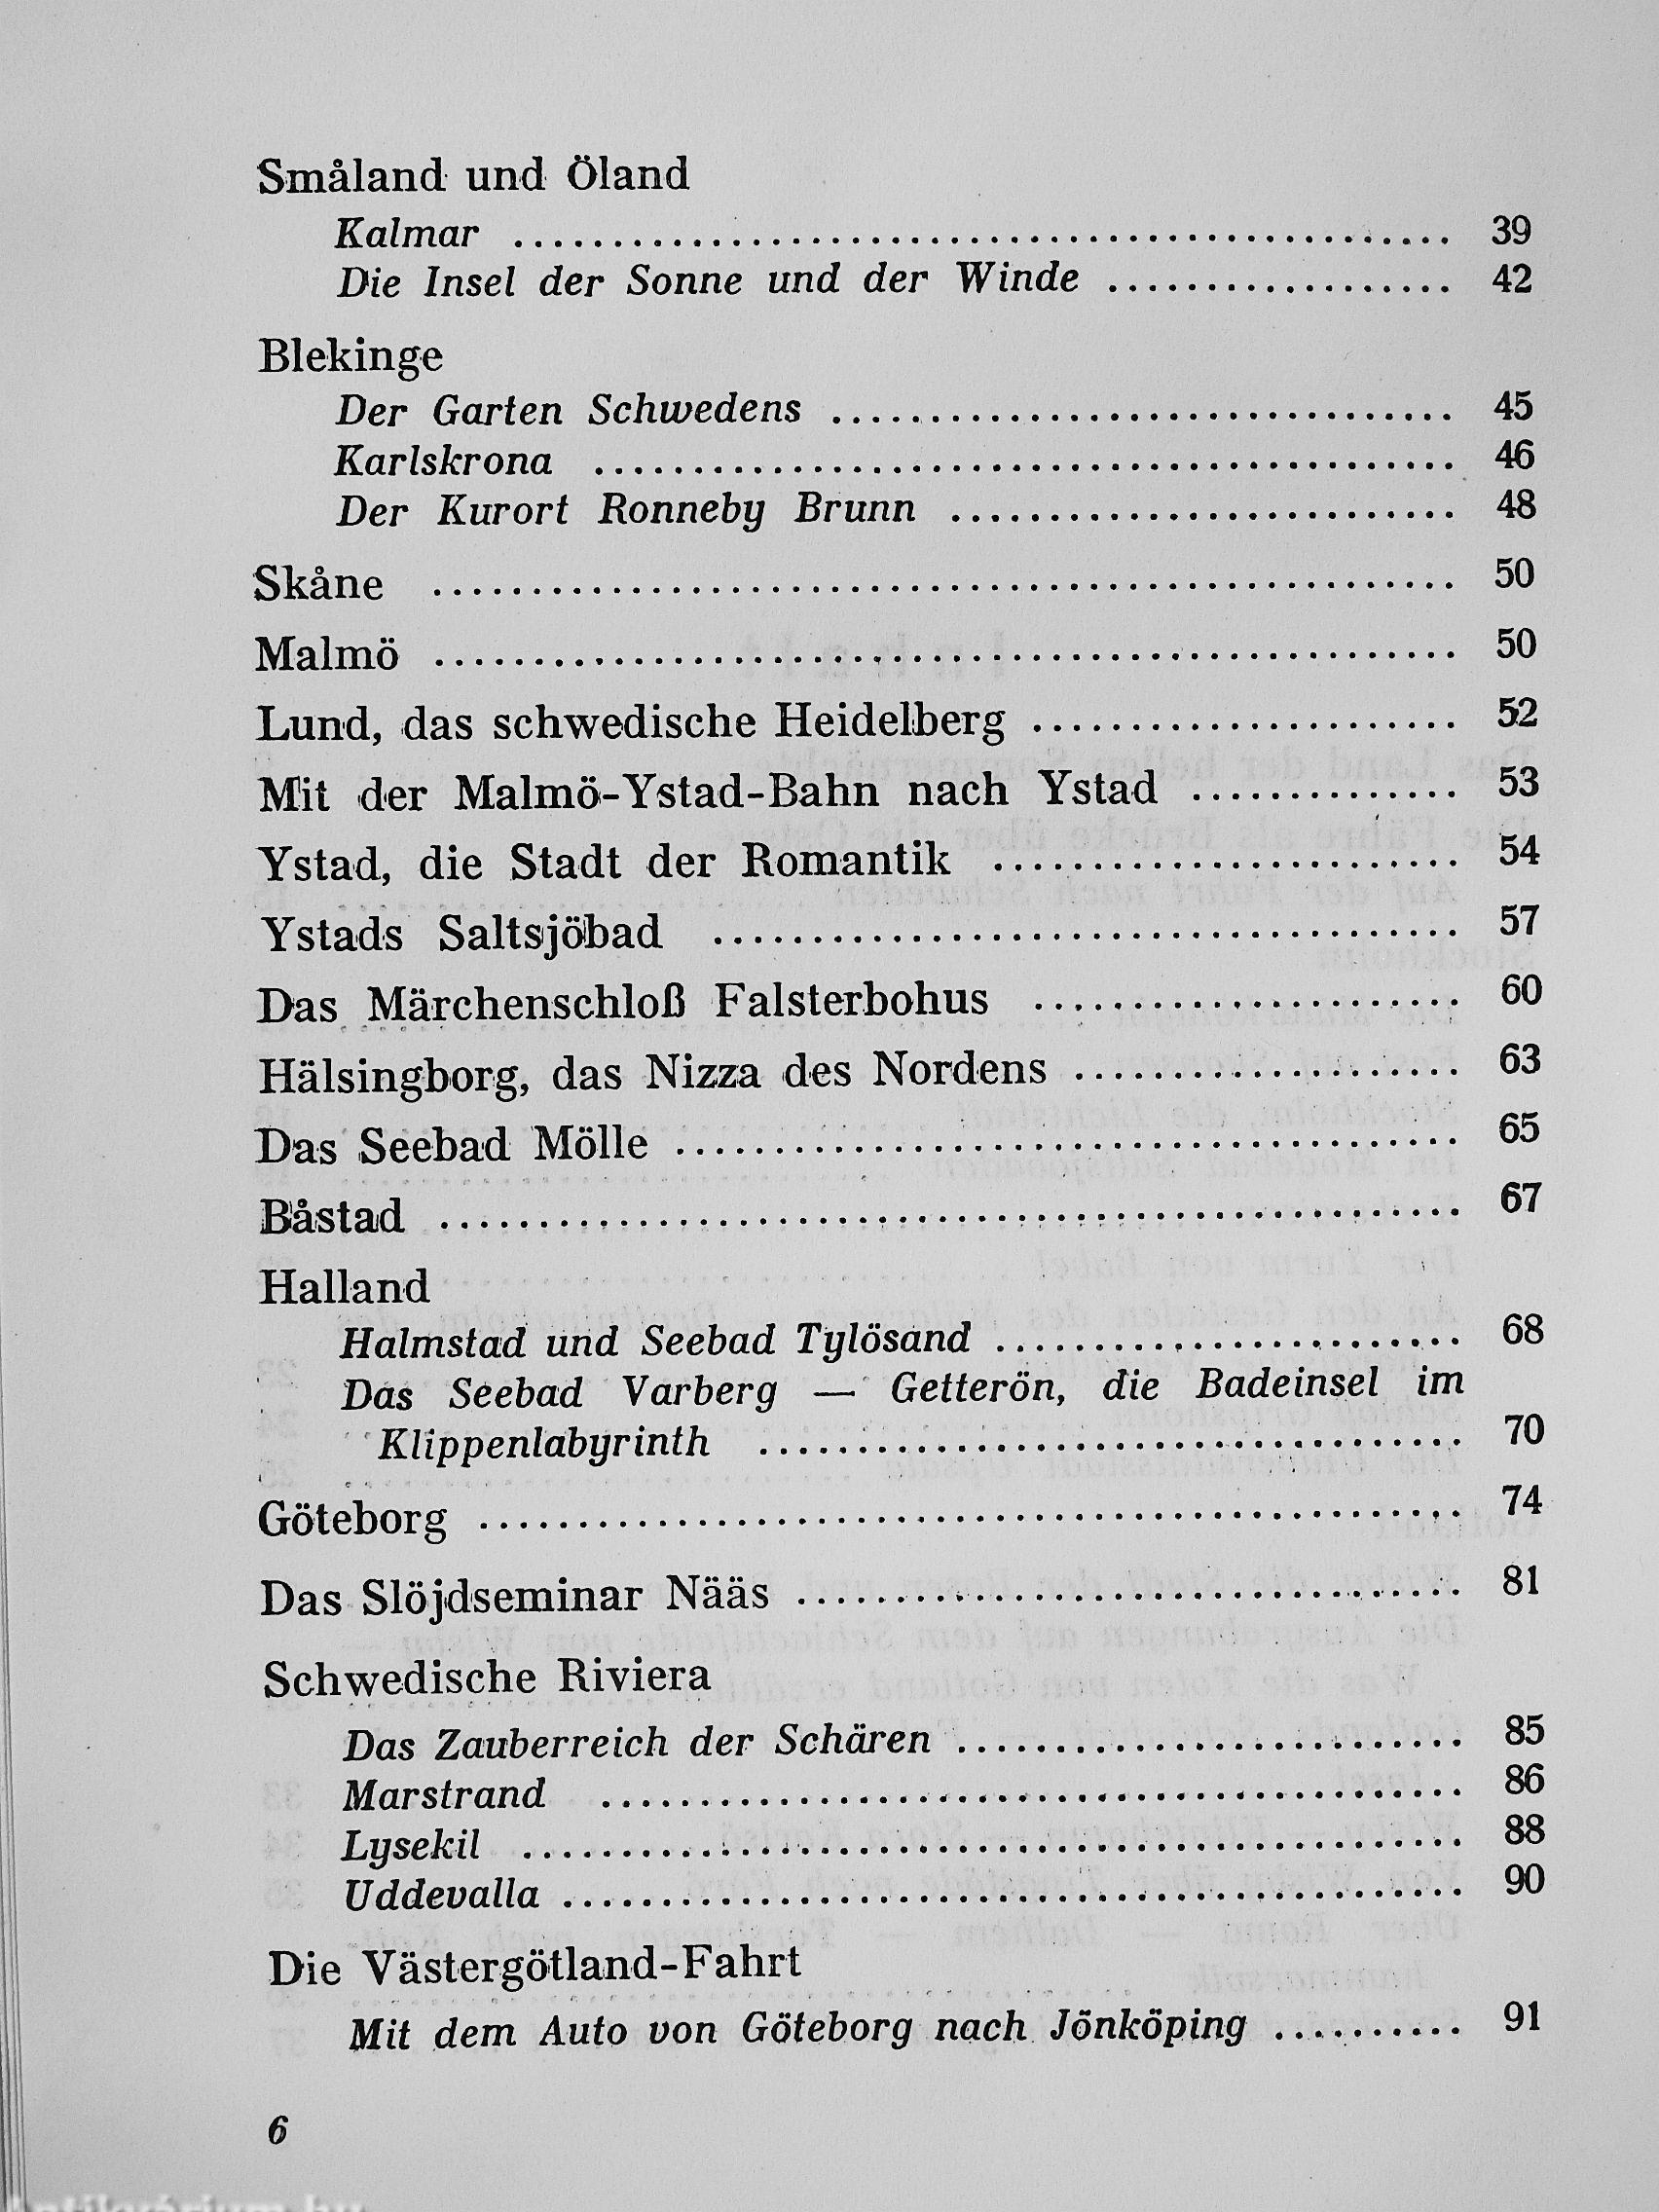 Småland und Öland
Kalmar ........................................ 39
Die Insel der Sonne und der Winde .................. 42
Blekinge
Der Garten Schwedens ................................ 45
Karlskrona ............................................ 46
Der Kurort Ronneby Brunn .......................... 48
Skåne .................................................... 50
Malmö .................................................... 50
Lund, das schwedische Heidelberg ...................... 52
Mit der Malmö-Ystad-Bahn nach Ystad .............. 53
Ystad, die Stadt der Romantik ........................ 54
Ystads Saltsjöbad ...................................... 57
Das Märchenschloß Falsterbohus ...................... 60
Hälsingborg, das Nizza des Nordens .................... 63
Das Seebad Mölle ........................................ 65
Båstad .................................................... 67
Halland
Halmstad und Seebad Tylösand ........................ 68
Das Seebad Varberg — Getterön, die Badeinsel im
Klippenlabyrinth .................................... 70
Göteborg .................................................. 74
Das Slöjdseminar Nääs .................................. 81
Schwedische Riviera
Das Zauberreich der Schären .......................... 85
Marstrand ............................................ 86
Lysekil ................................................ 88
Uddevalla .............................................. 90
Die Västergötland-Fahrt
Mit dem Auto von Göteborg nach Jönköping .......... 91
6